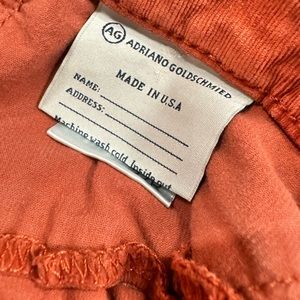 AG ADRIANO GOLDSCHMIED
MADE IN U.S.A
NAME:
ADDRESS:
Machine wash cold. Inside out